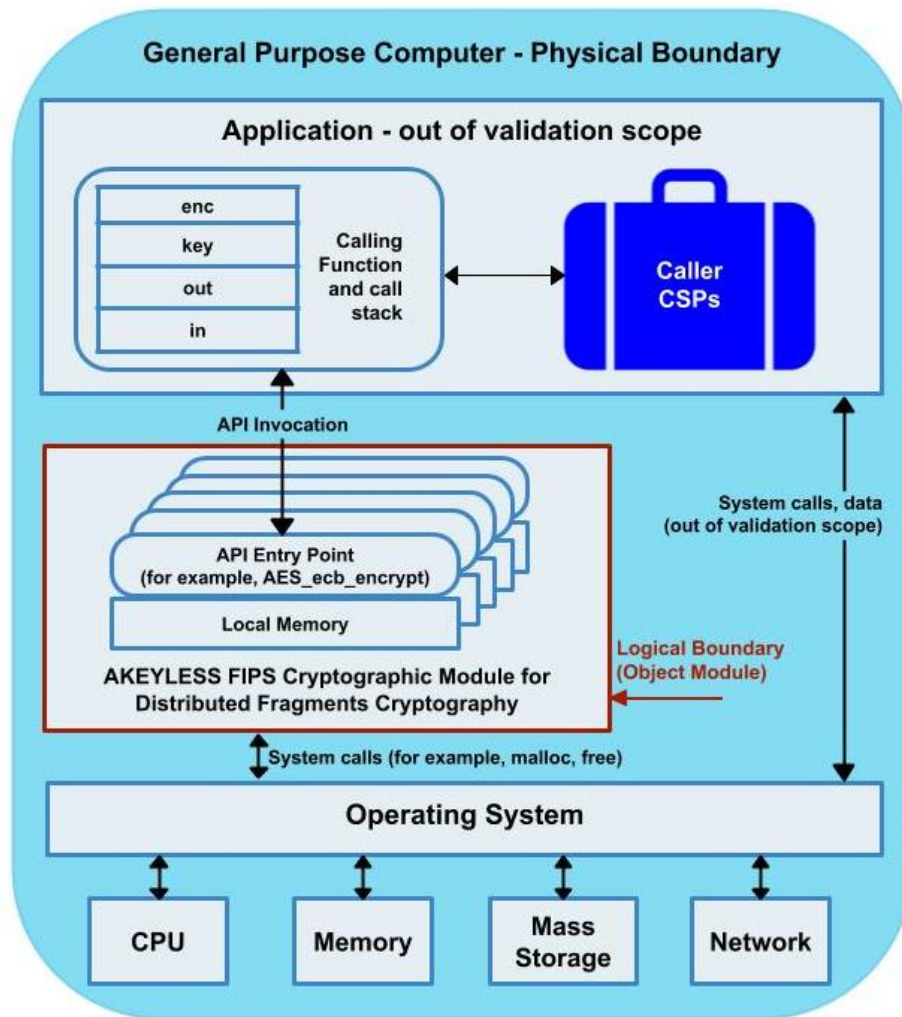 General Purpose Computer - Physical Boundary
Application - out of validation scope
enc
key
out
in
Calling
Function
and call
stack
Caller
CSPs
API Invocation
System calls, data
(out of validation scope)
API Entry Point
(for example, AES_ecb_encrypt)
Local Memory
AKEYLESS FIPS Cryptographic Module for
Distributed Fragments Cryptography
Logical Boundary
(Object Module)
System calls (for example, malloc, free)
Operating System
CPU
Memory
Mass
Storage
Network